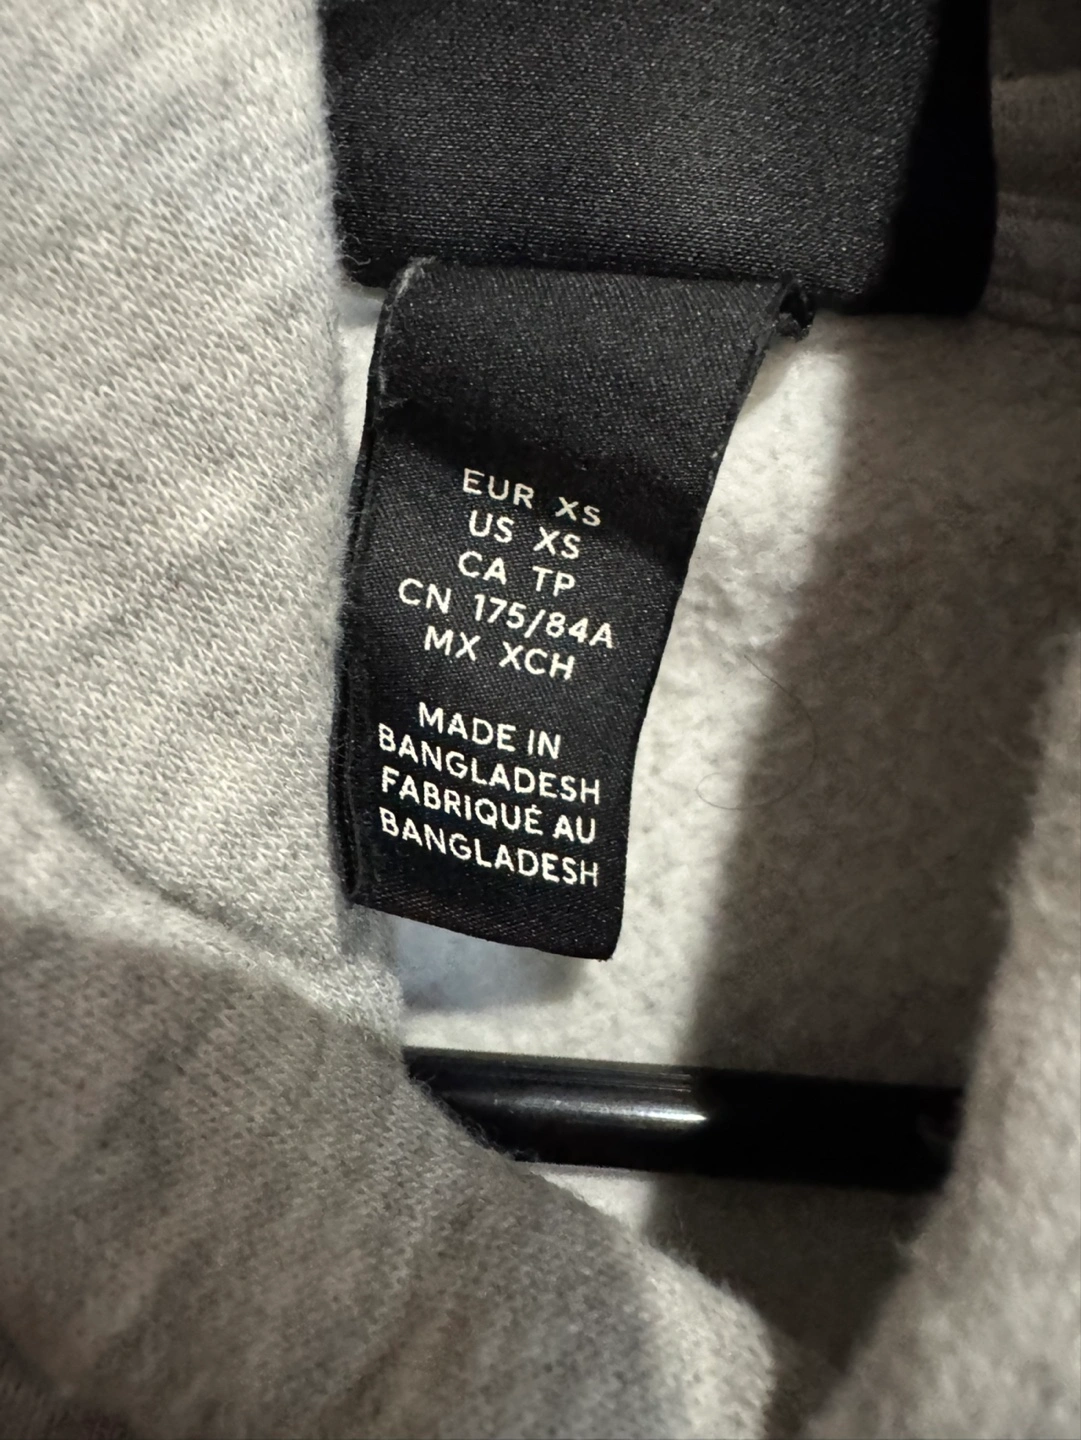 EUR XS
US XS
CA TP
CN 175/84A
MX XCH
MADE IN
BANGLADESH
FABRIQUÉ AU
BANGLADESH